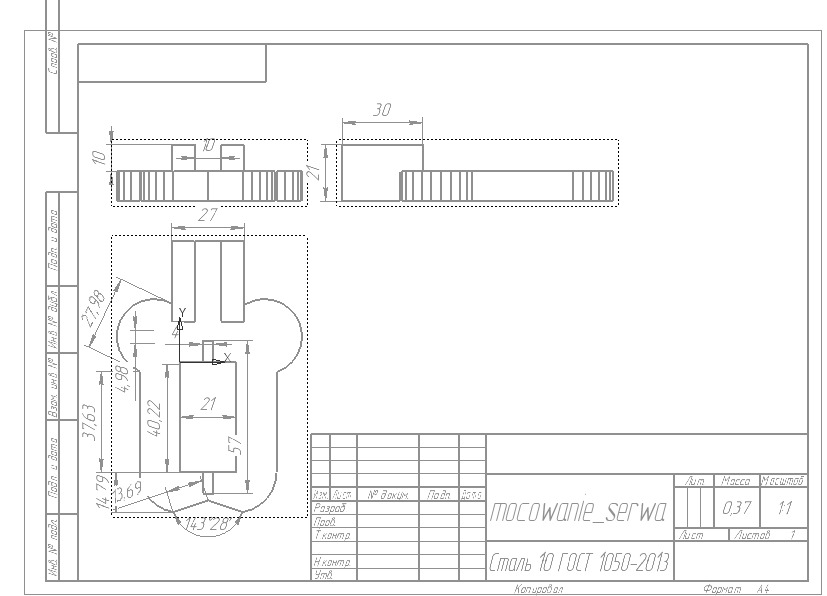 Справ. №
30
10
10
21
27
Подп. и дата
27,98
Y
Инв. № дубл.
4
X
4,98
Взам. инв. №
21
37,63
40,22
57
Подп. и дата
14,79
13,69
143°28'
Инв. № подл.
Лит. Масса Масштаб
Изм. Лист № докум. Подп. Дата
mocowanie_serwa 0,37 1:1
Разраб.
Пров.
Т.контр. Лист Листов 1
Сталь 10 ГОСТ 1050-2013
Н.контр.
Утв.
Копировал Формат А4